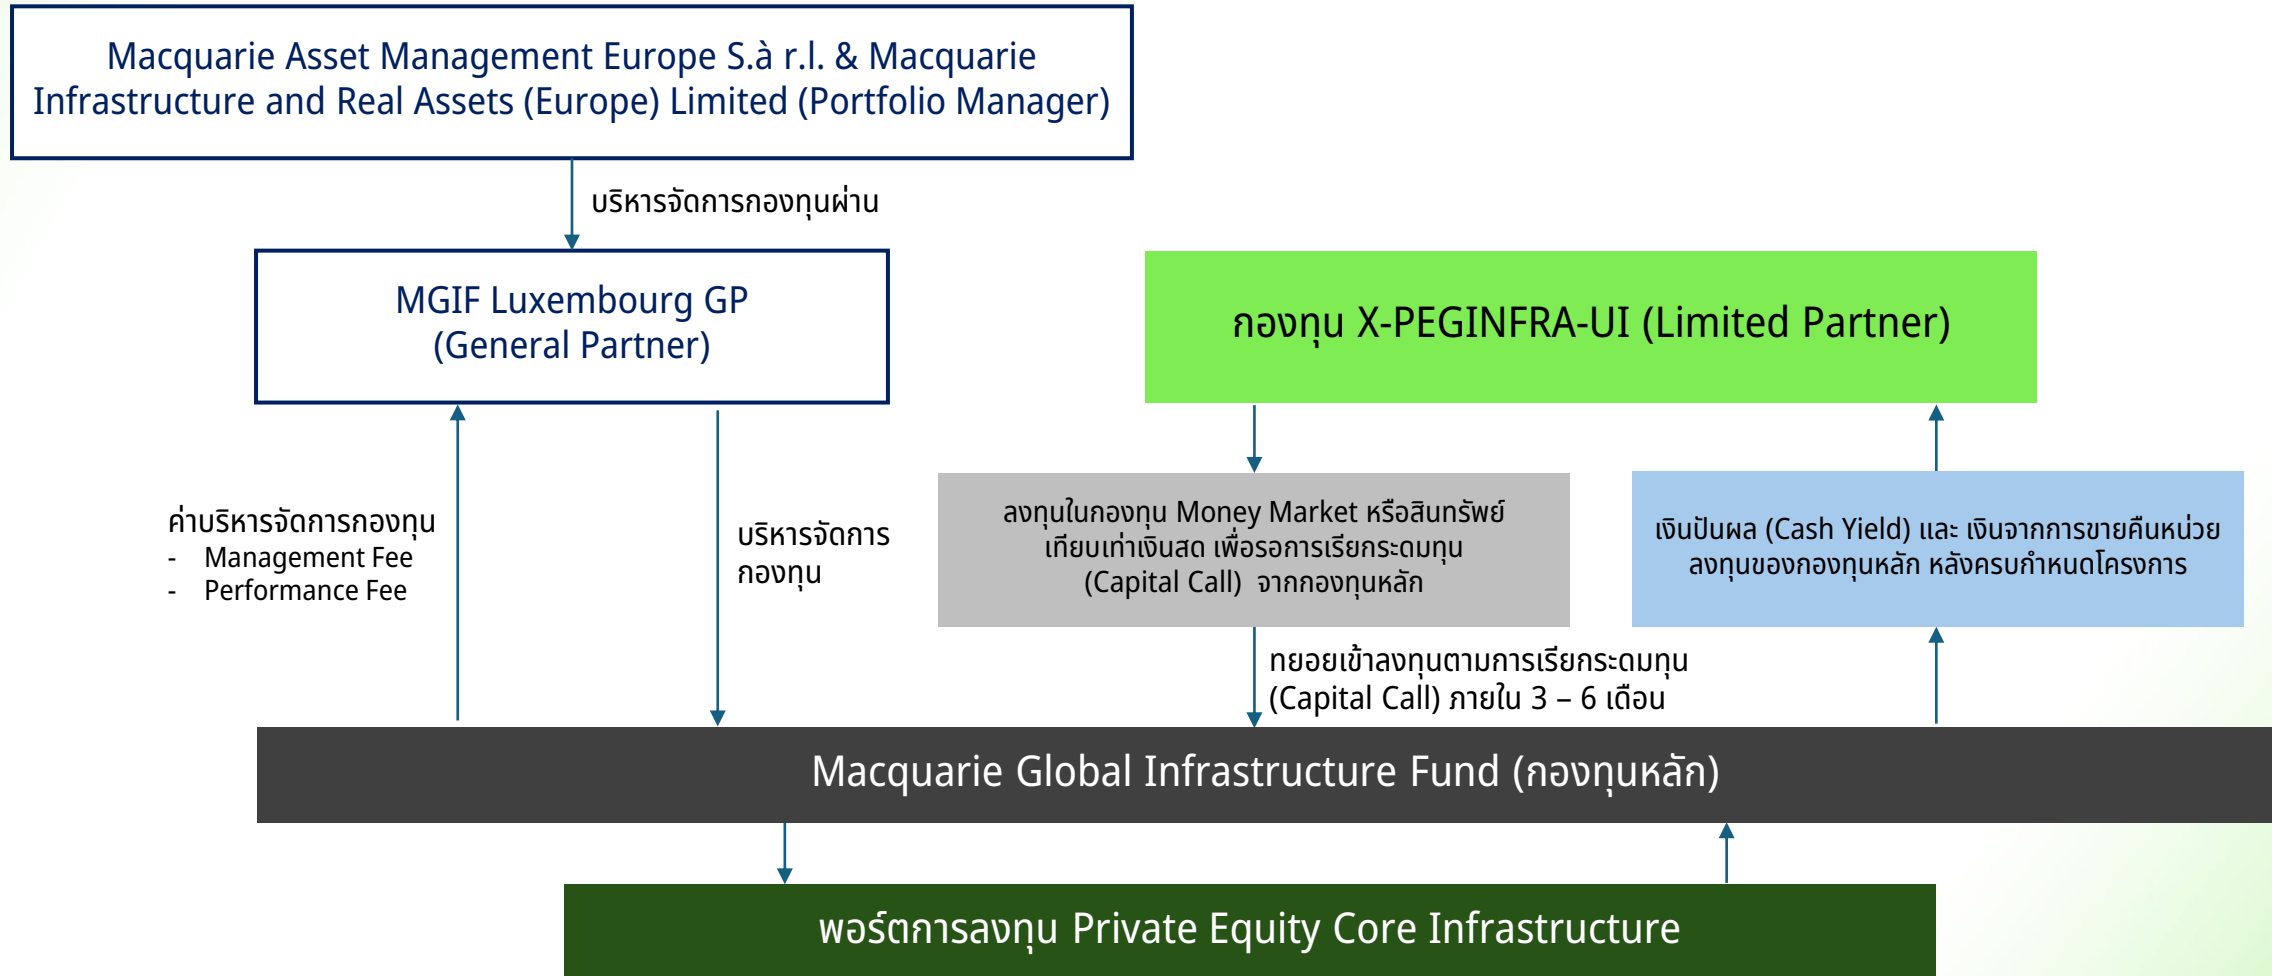 Macquarie Asset Management Europe S.à r.l. & Macquarie
Infrastructure and Real Assets (Europe) Limited (Portfolio Manager)
บริหารจัดการกองทุนผ่าน
MGIF Luxembourg GP
(General Partner)
กองทุน X-PEGINFRA-UI (Limited Partner)
ค่าบริหารจัดการกองทุน
- Management Fee
- Performance Fee
บริหารจัดการ
กองทุน
ลงทุนในกองทุน Money Market หรือสินทรัพย์
เทียบเท่าเงินสด เพื่อรอการเรียกระดมทุน
(Capital Call) จากกองทุนหลัก
เงินปันผล (Cash Yield) และ เงินจากการขายคืนหน่วย
ลงทุนของกองทุนหลัก หลังครบกำหนดโครงการ
ทยอยเข้าลงทุนตามการเรียกระดมทุน
(Capital Call) ภายใน 3 – 6 เดือน
Macquarie Global Infrastructure Fund (กองทุนหลัก)
พอร์ตการลงทุน Private Equity Core Infrastructure